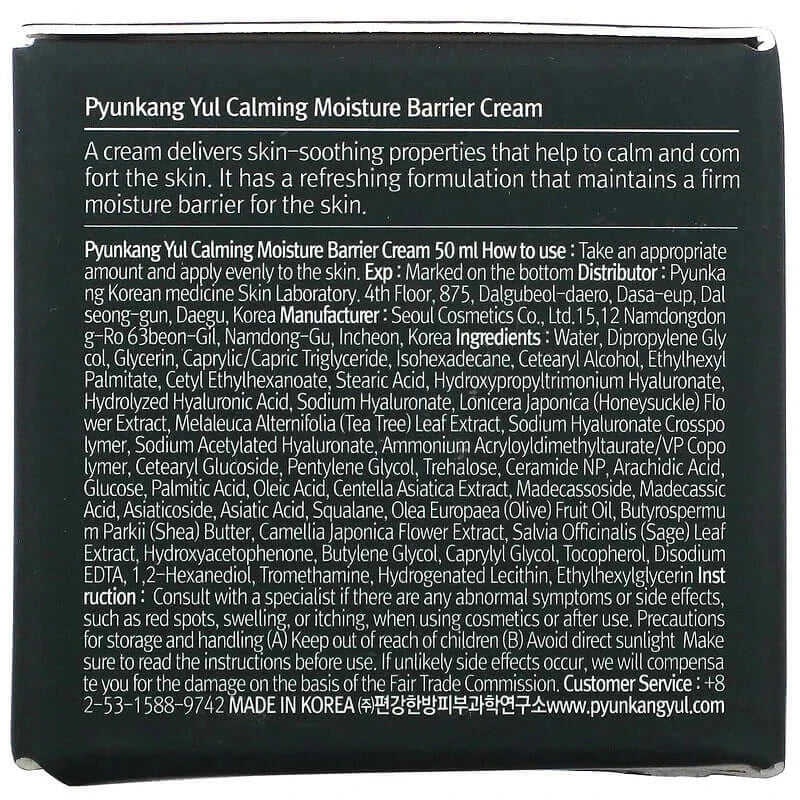 Pyunkang Yul Calming Moisture Barrier Cream
A cream delivers skin-soothing properties that help to calm and com
fort the skin. It has a refreshing formulation that maintains a firm
moisture barrier for the skin.
Pyunkang Yul Calming Moisture Barrier Cream 50 ml How to use : Take an appropriate
amount and apply evenly to the skin. Exp : Marked on the bottom Distributor : Pyunka
ng Korean medicine Skin Laboratory. 4th Floor, 875, Dalgubeol-daero, Dasa-eup, Dal
seong-gun, Daegu, Korea Manufacturer : Seoul Cosmetics Co., Ltd.15,12 Namdongdon
g-Ro 63beon-Gil, Namdong-Gu, Incheon, Korea Ingredients : Water, Dipropylene Gly
col, Glycerin, Caprylic/Capric Triglyceride, Isohexadecane, Cetearyl Alcohol, Ethylhexyl
Palmitate, Cetyl Ethylhexanoate, Stearic Acid, Hydroxypropyltrimonium Hyaluronate,
Hydrolyzed Hyaluronic Acid, Sodium Hyaluronate, Lonicera Japonica (Honeysuckle) Flo
wer Extract, Melaleuca Alternifolia (Tea Tree) Leaf Extract, Sodium Hyaluronate Crosspo
lymer, Sodium Acetylated Hyaluronate, Ammonium Acryloyldimethyltaurate/VP Copo
lymer, Cetearyl Glucoside, Pentylene Glycol, Trehalose, Ceramide NP, Arachidic Acid,
Glucose, Palmitic Acid, Oleic Acid, Centella Asiatica Extract, Madecassoside, Madecassic
Acid, Asiaticoside, Asiatic Acid, Squalane, Olea Europaea (Olive) Fruit Oil, Butyrospermu
m Parkii (Shea) Butter, Camellia Japonica Flower Extract, Salvia Officinalis (Sage) Leaf
Extract, Hydroxyacetophenone, Butylene Glycol, Caprylyl Glycol, Tocopherol, Disodium
EDTA, 1,2-Hexanediol, Tromethamine, Hydrogenated Lecithin, Ethylhexylglycerin Inst
ruction : Consult with a specialist if there are any abnormal symptoms or side effects,
such as red spots, swelling, or itching, when using cosmetics or after use. Precautions
for storage and handling (A) Keep out of reach of children (B) Avoid direct sunlight Make
sure to read the instructions before use. If unlikely side effects occur, we will compensa
te you for the damage on the basis of the Fair Trade Commission. Customer Service : +8
2-53-1588-9742 MADE IN KOREA ㈜편강한방피부과학연구소www.pyunkangyul.com